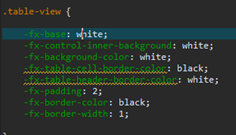 .table-view {
-fx-base: white;
-fx-control-inner-background: white;
-fx-background-color: white;
-fx-table-cell-border-color: black;
-fx-table-header-border-color: white;
-fx-padding: 2;
-fx-border-color: black;
-fx-border-width: 1;
}